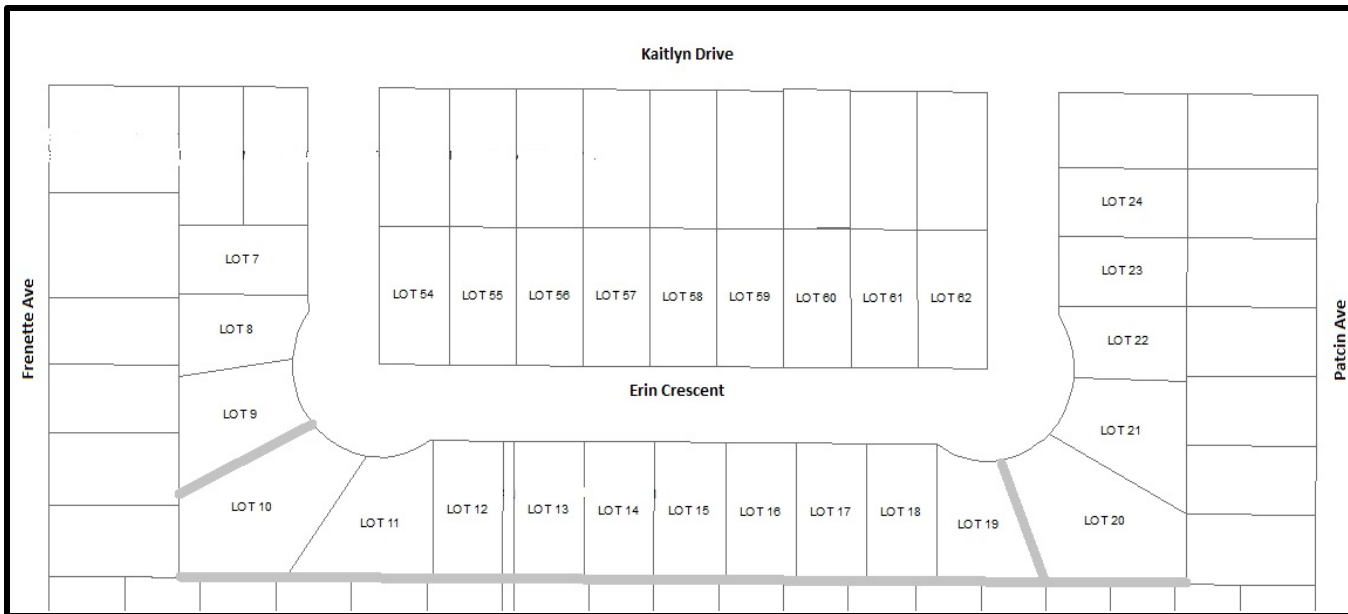 Kaitlyn Drive
LOT 24
LOT 7
LOT 23
Frenette Ave
LOT 54
LOT 55
LOT 56
LOT 57
LOT 58
LOT 59
LOT 60
LOT 61
LOT 62
Patcin Ave
LOT 8
LOT 22
Erin Crescent
LOT 9
LOT 21
LOT 10
LOT 11
LOT 12
LOT 13
LOT 14
LOT 15
LOT 16
LOT 17
LOT 18
LOT 19
LOT 20